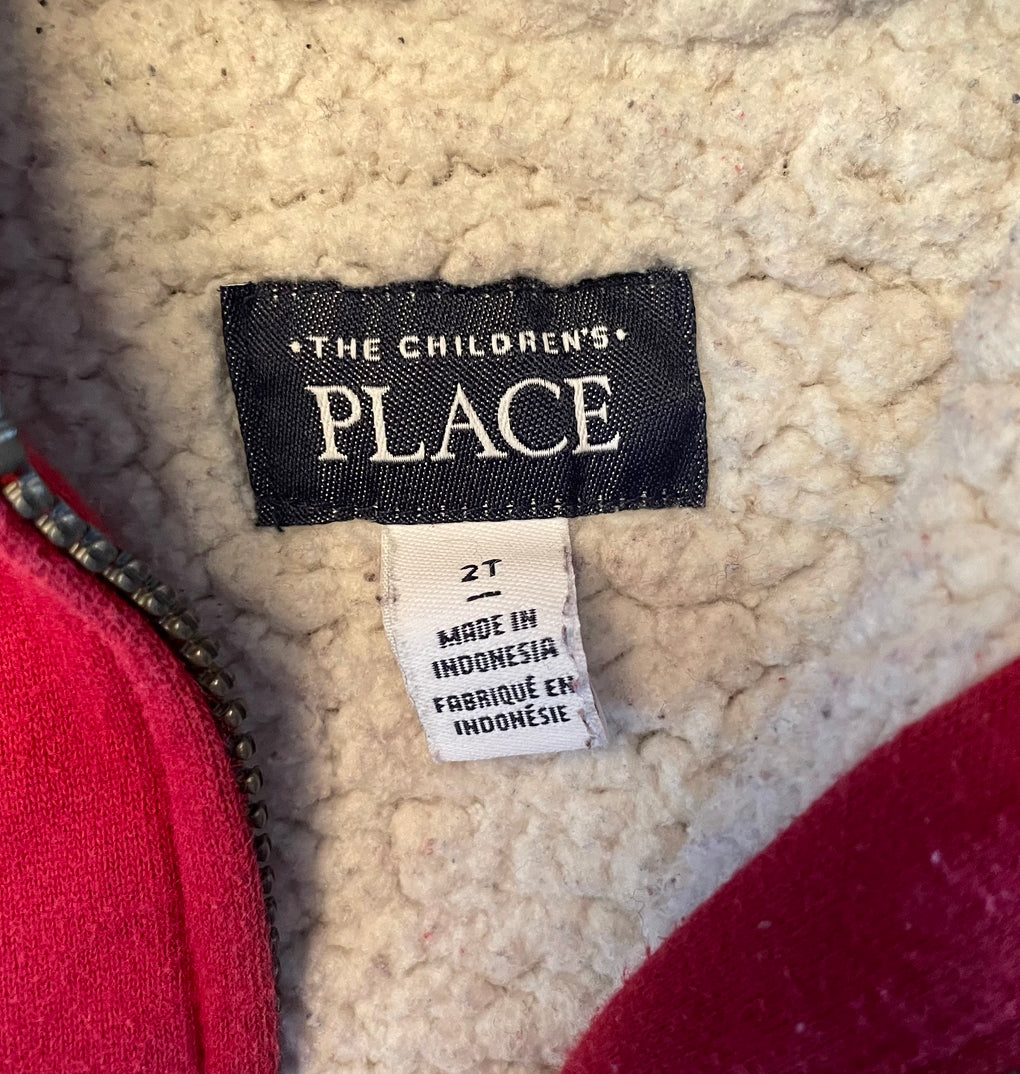 •THE CHILDREN'S•
PLACE
2T
MADE IN
INDONESIA
FABRIQUÉ EN
INDONÉSIE